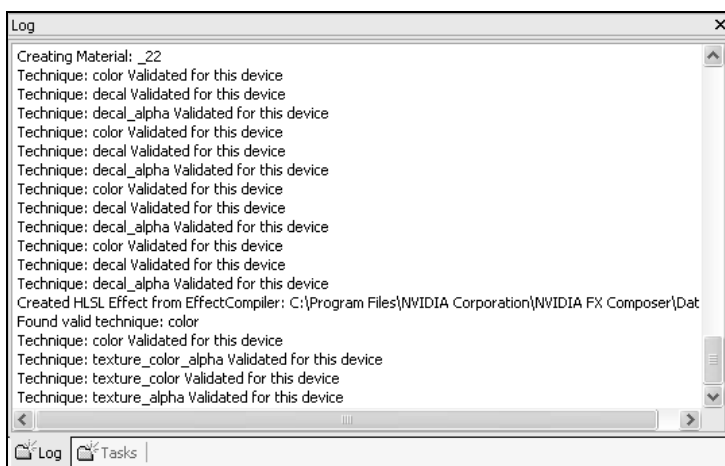 Log
Creating Material: _22
Technique: color Validated for this device
Technique: decal Validated for this device
Technique: decal_alpha Validated for this device
Technique: color Validated for this device
Technique: decal Validated for this device
Technique: decal_alpha Validated for this device
Technique: color Validated for this device
Technique: decal Validated for this device
Technique: decal_alpha Validated for this device
Technique: color Validated for this device
Technique: decal Validated for this device
Technique: decal_alpha Validated for this device
Created HLSL Effect from EffectCompiler: C:\Program Files\NVIDIA Corporation\NVIDIA FX Composer\Dat
Found valid technique: color
Technique: color Validated for this device
Technique: texture_color_alpha Validated for this device
Technique: texture_color Validated for this device
Technique: texture_alpha Validated for this device
Log Tasks